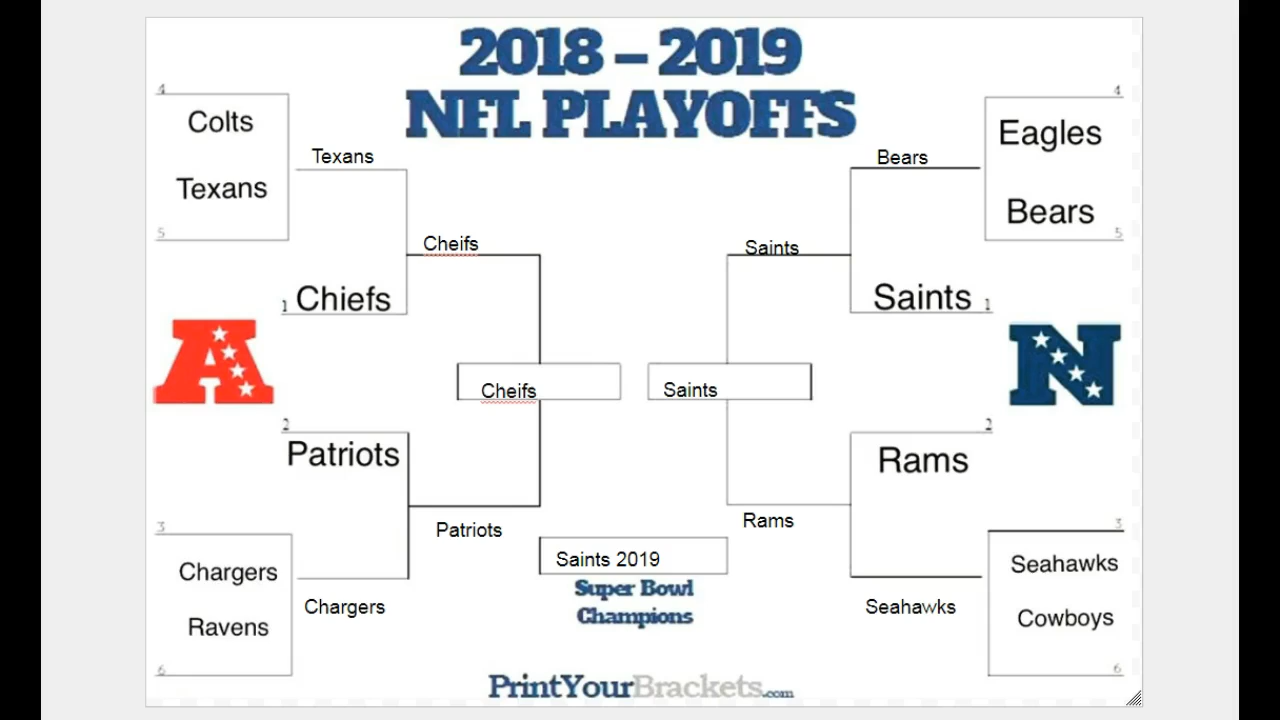 2018 – 2019
NFL PLAYOFFS
4
Colts
Texans
5
Texans
1 Chiefs
Cheifs
A
Cheifs
2
Patriots
Patriots
3
Chargers
Ravens
6
Chargers
4
Eagles
Bears
5
Bears
Saints 1
Saints
N
Saints
2
Rams
Rams
3
Seahawks
Cowboys
6
Seahawks
Saints 2019
Super Bowl
Champions
PrintYourBrackets.com